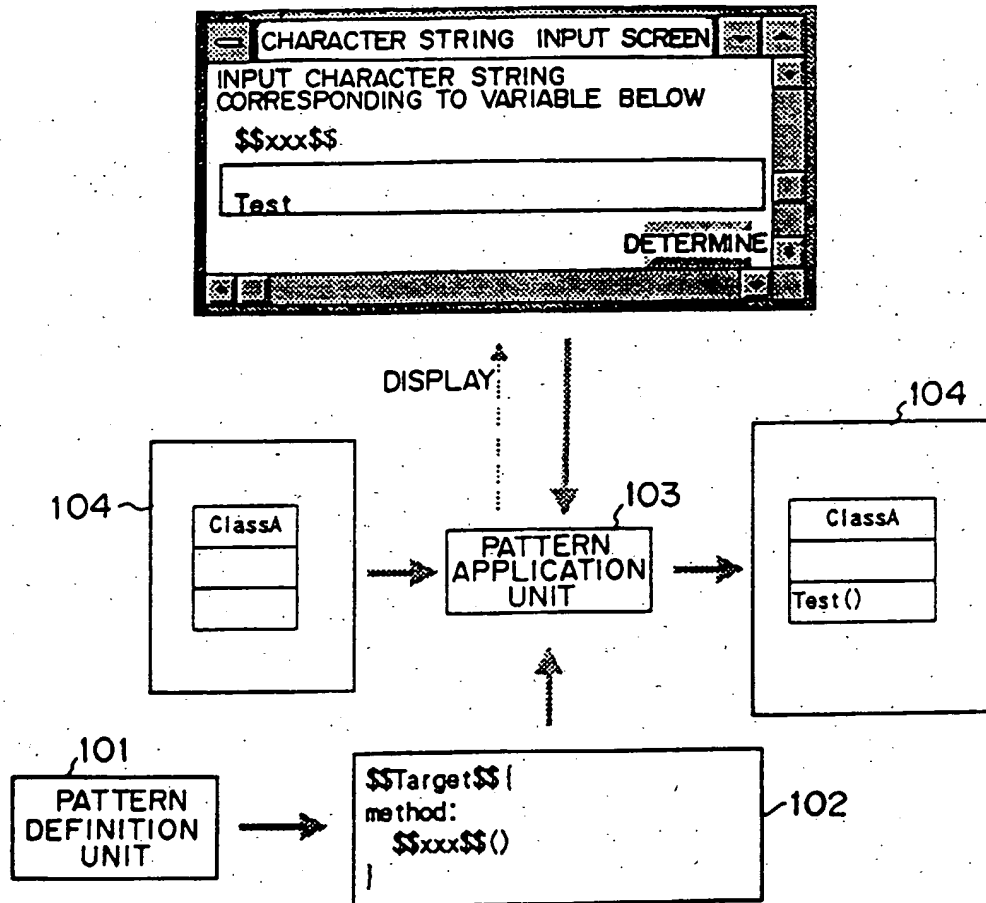 CHARACTER STRING INPUT SCREEN
INPUT CHARACTER STRING
CORRESPONDING TO VARIABLE BELOW
$$xxx$$
Test
DETERMINE
DISPLAY
104
104
103
ClassA
PATTERN
APPLICATION
UNIT
ClassA
Test()
101
PATTERN
DEFINITION
UNIT
$$Target$${
method:
$$xxx$$()
}
102